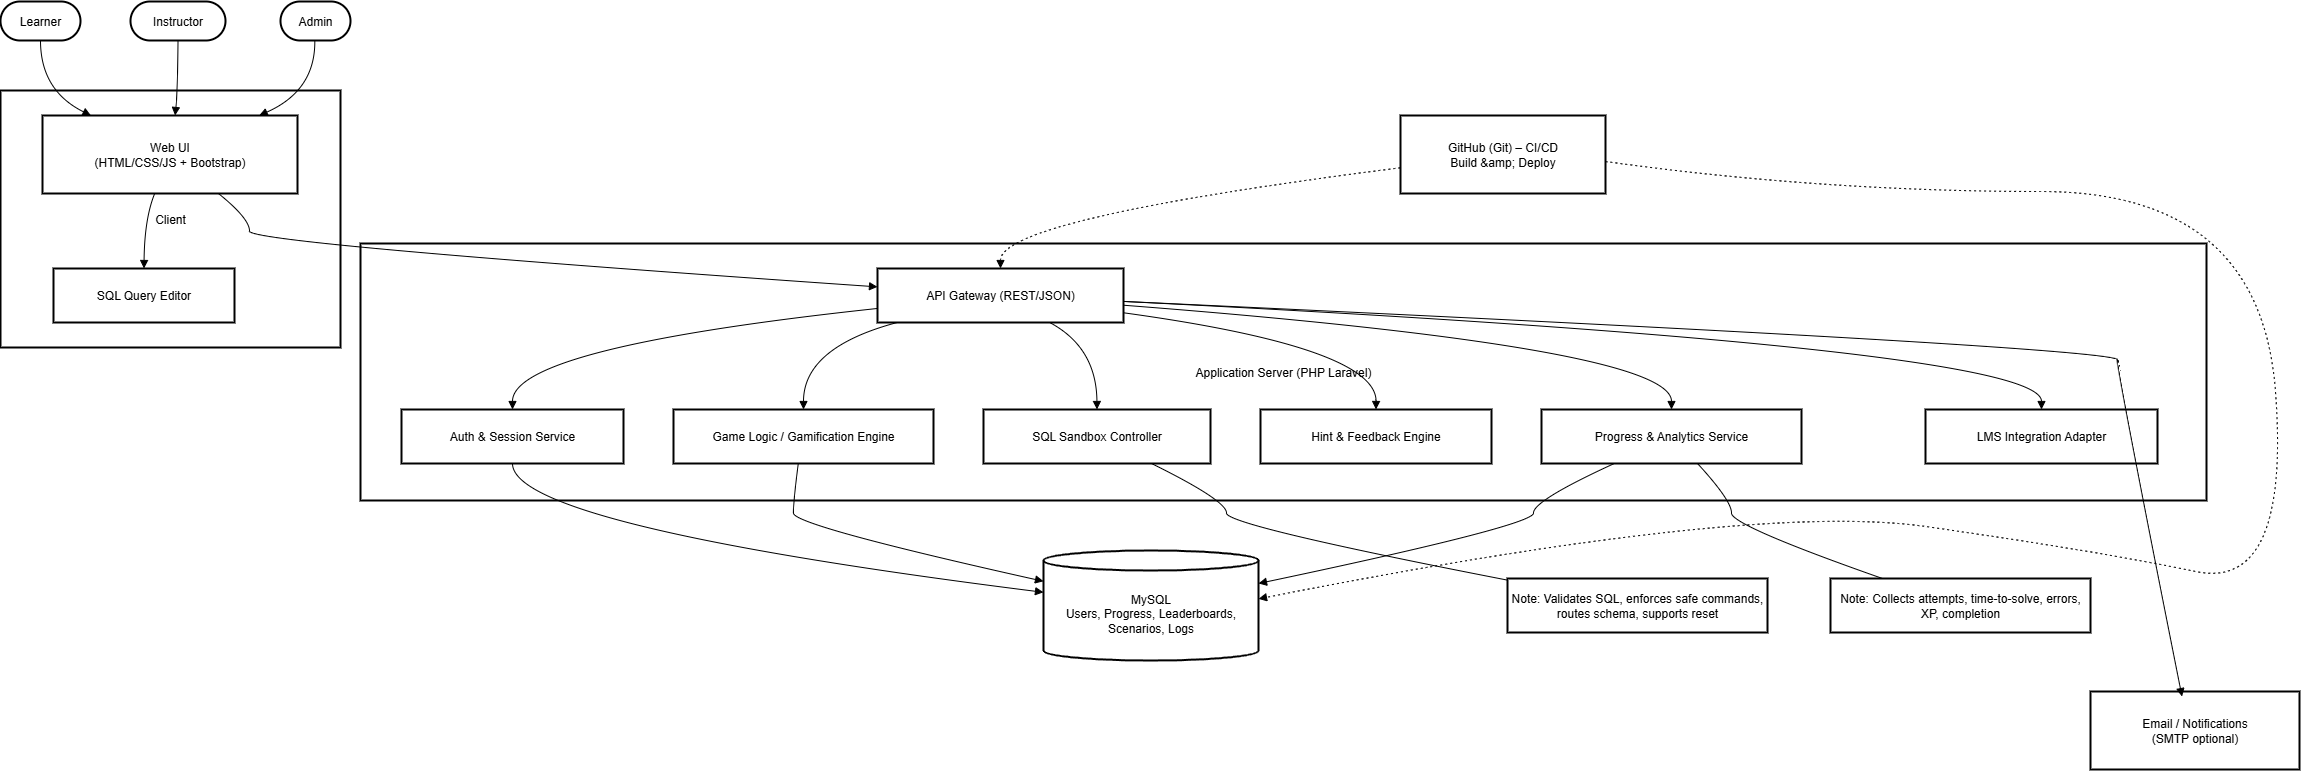 Learner
Instructor
Admin
Web UI
(HTML/CSS/JS + Bootstrap)
GitHub (Git) – CI/CD
Build &amp; Deploy
Client
SQL Query Editor
API Gateway (REST/JSON)
Application Server (PHP Laravel)
Auth & Session Service
Game Logic / Gamification Engine
SQL Sandbox Controller
Hint & Feedback Engine
Progress & Analytics Service
LMS Integration Adapter
MySQL
Users, Progress, Leaderboards,
Scenarios, Logs
Note: Validates SQL, enforces safe commands,
routes schema, supports reset
Note: Collects attempts, time-to-solve, errors,
XP, completion
Email / Notifications
(SMTP optional)